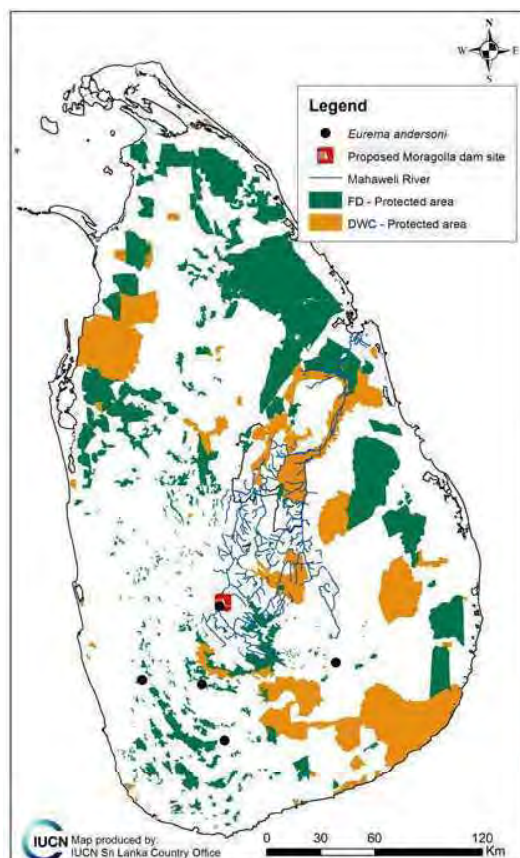 N
W E
S
Legend
Eurema andersoni
Proposed Moragolla dam site
Mahaweli River
FD - Protected area
DWC - Protected area
IUCN
Map produced by:
IUCN Sri Lanka Country Office
0 30 60 120
Km